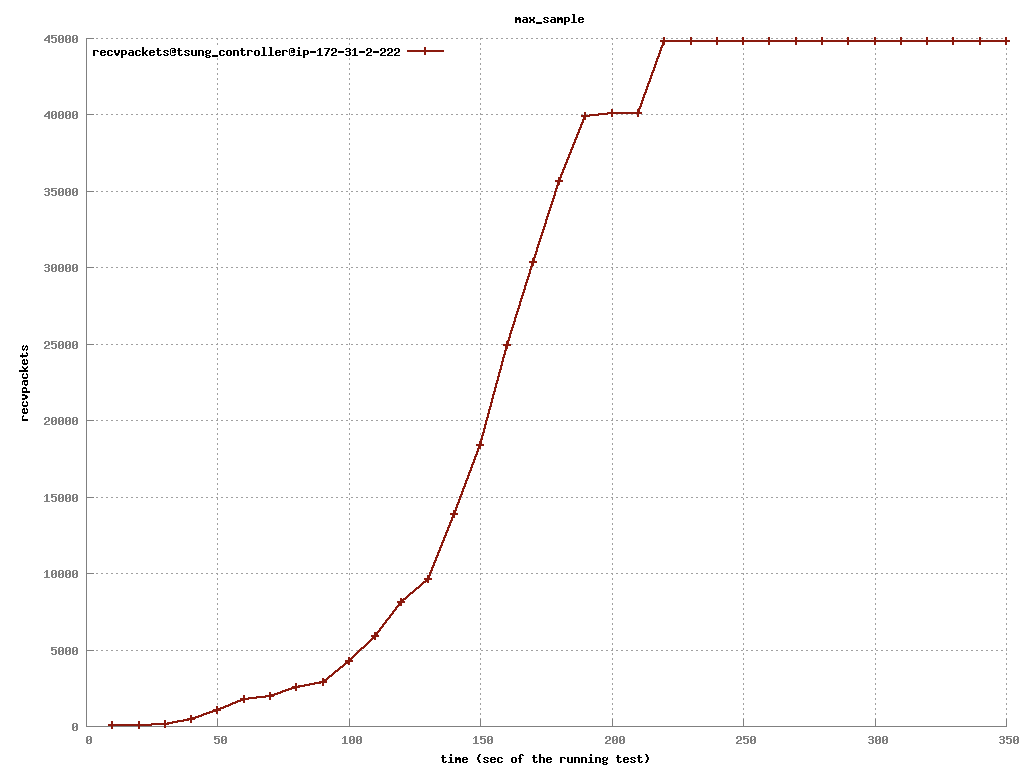 max_sample
recvpackets@tsung_controller@ip-172-31-2-222
45000
40000
35000
30000
25000
20000
15000
10000
5000
0
recvpackets
0 50 100 150 200 250 300 350
time (sec of the running test)